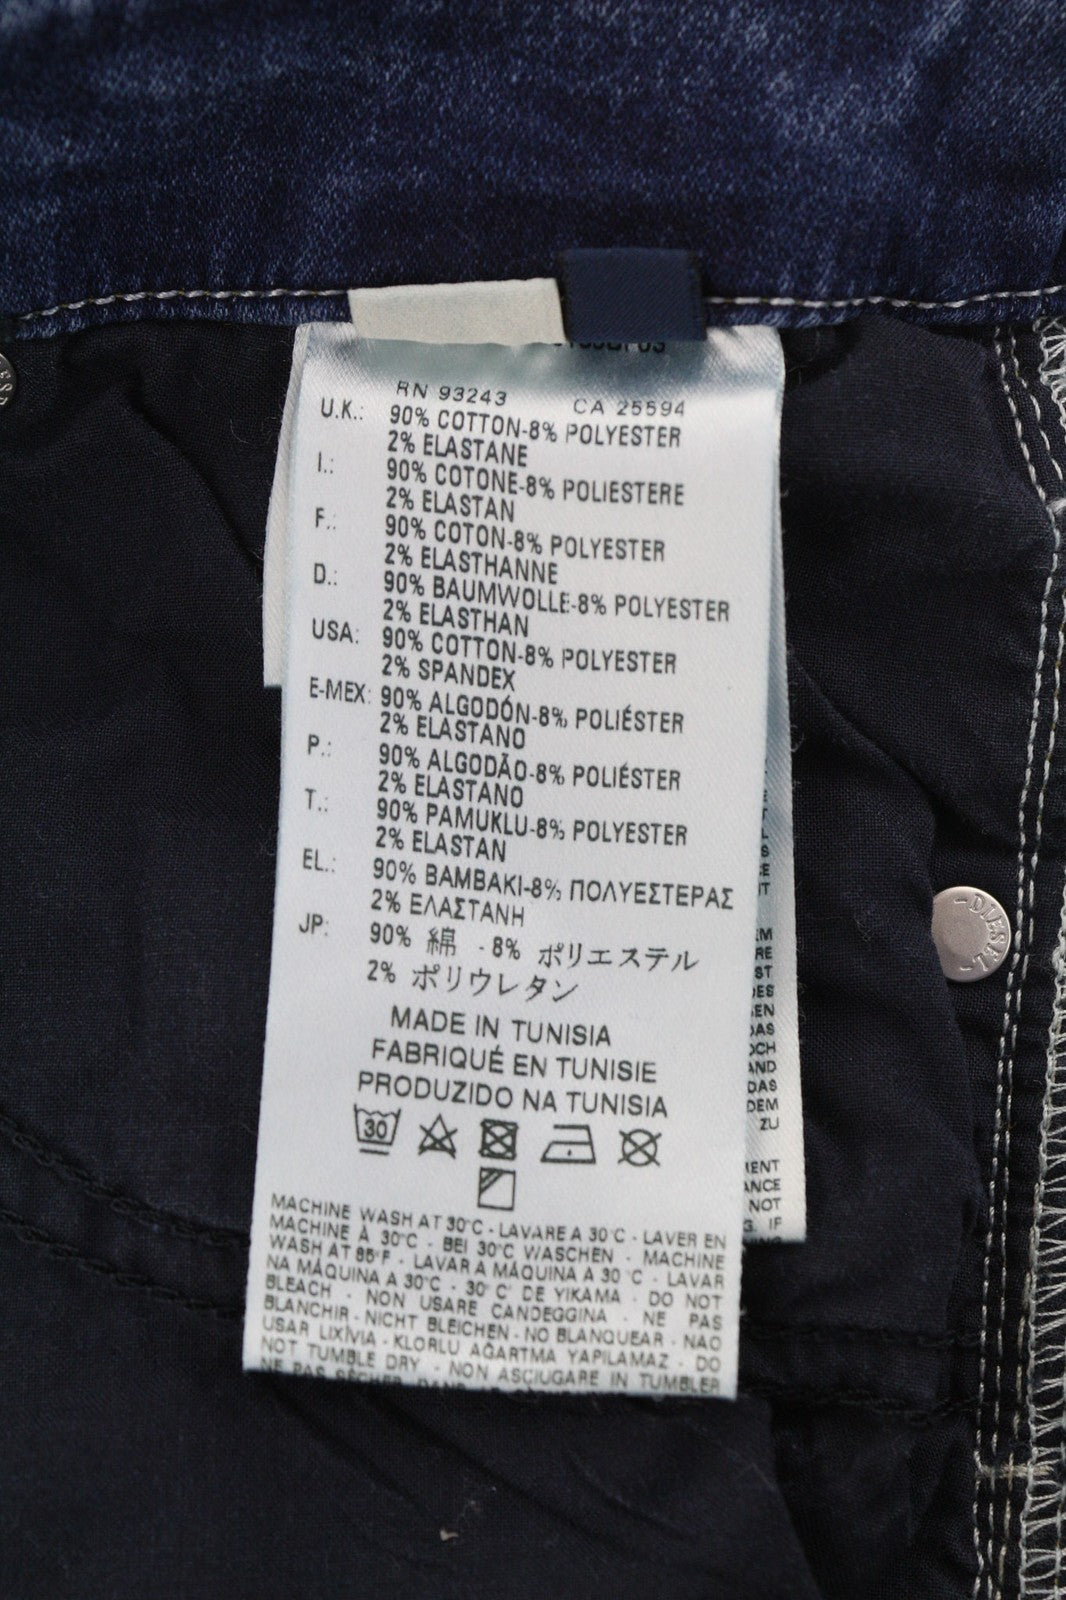 RN 93243 CA 25594
U.K.: 90% COTTON-8% POLYESTER
2% ELASTANE
I.: 90% COTONE-8% POLIESTERE
2% ELASTAN
F.: 90% COTON-8% POLYESTER
2% ELASTHANNE
D.: 90% BAUMWOLLE-8% POLYESTER
2% ELASTHAN
USA: 90% COTTON-8% POLYESTER
2% SPANDEX
E-MEX: 90% ALGODÓN-8% POLIÉSTER
2% ELASTANO
P.: 90% ALGODÃO-8% POLIÉSTER
2% ELASTANO
T.: 90% PAMUKLU-8% POLYESTER
2% ELASTAN
EL.: 90% ΒΑΜΒΑΚΙ-8% ΠΟΛΥΕΣΤΕΡΑΣ
2% ΕΛΑΣΤΑΝΗ
JP: 90% 綿 -8% ポリエステル
2% ポリウレタン
MADE IN TUNISIA
FABRIQUÉ EN TUNISIE
PRODUZIDO NA TUNISIA
30
MACHINE WASH AT 30°C - LAVARE A 30°C - LAVER EN
MACHINE À 30°C - BEI 30°C WASCHEN - MACHINE
WASH AT 86°F - LAVAR A MÁQUINA A 30 °C - LAVAR
NA MÁQUINA A 30°C - 30° C' DE YIKAMA - DO NOT
BLEACH - NON USARE CANDEGGINA - NE PAS
BLANCHIR - NICHT BLEICHEN - NO BLANQUEAR - NAO
USAR LIXÍVIA - KLORLU AĞARTMA YAPILAMAZ - DO
NOT TUMBLE DRY - NON ASCIUGARE IN TUMBLER
NE PAS SÉCHER
-DIESEL-